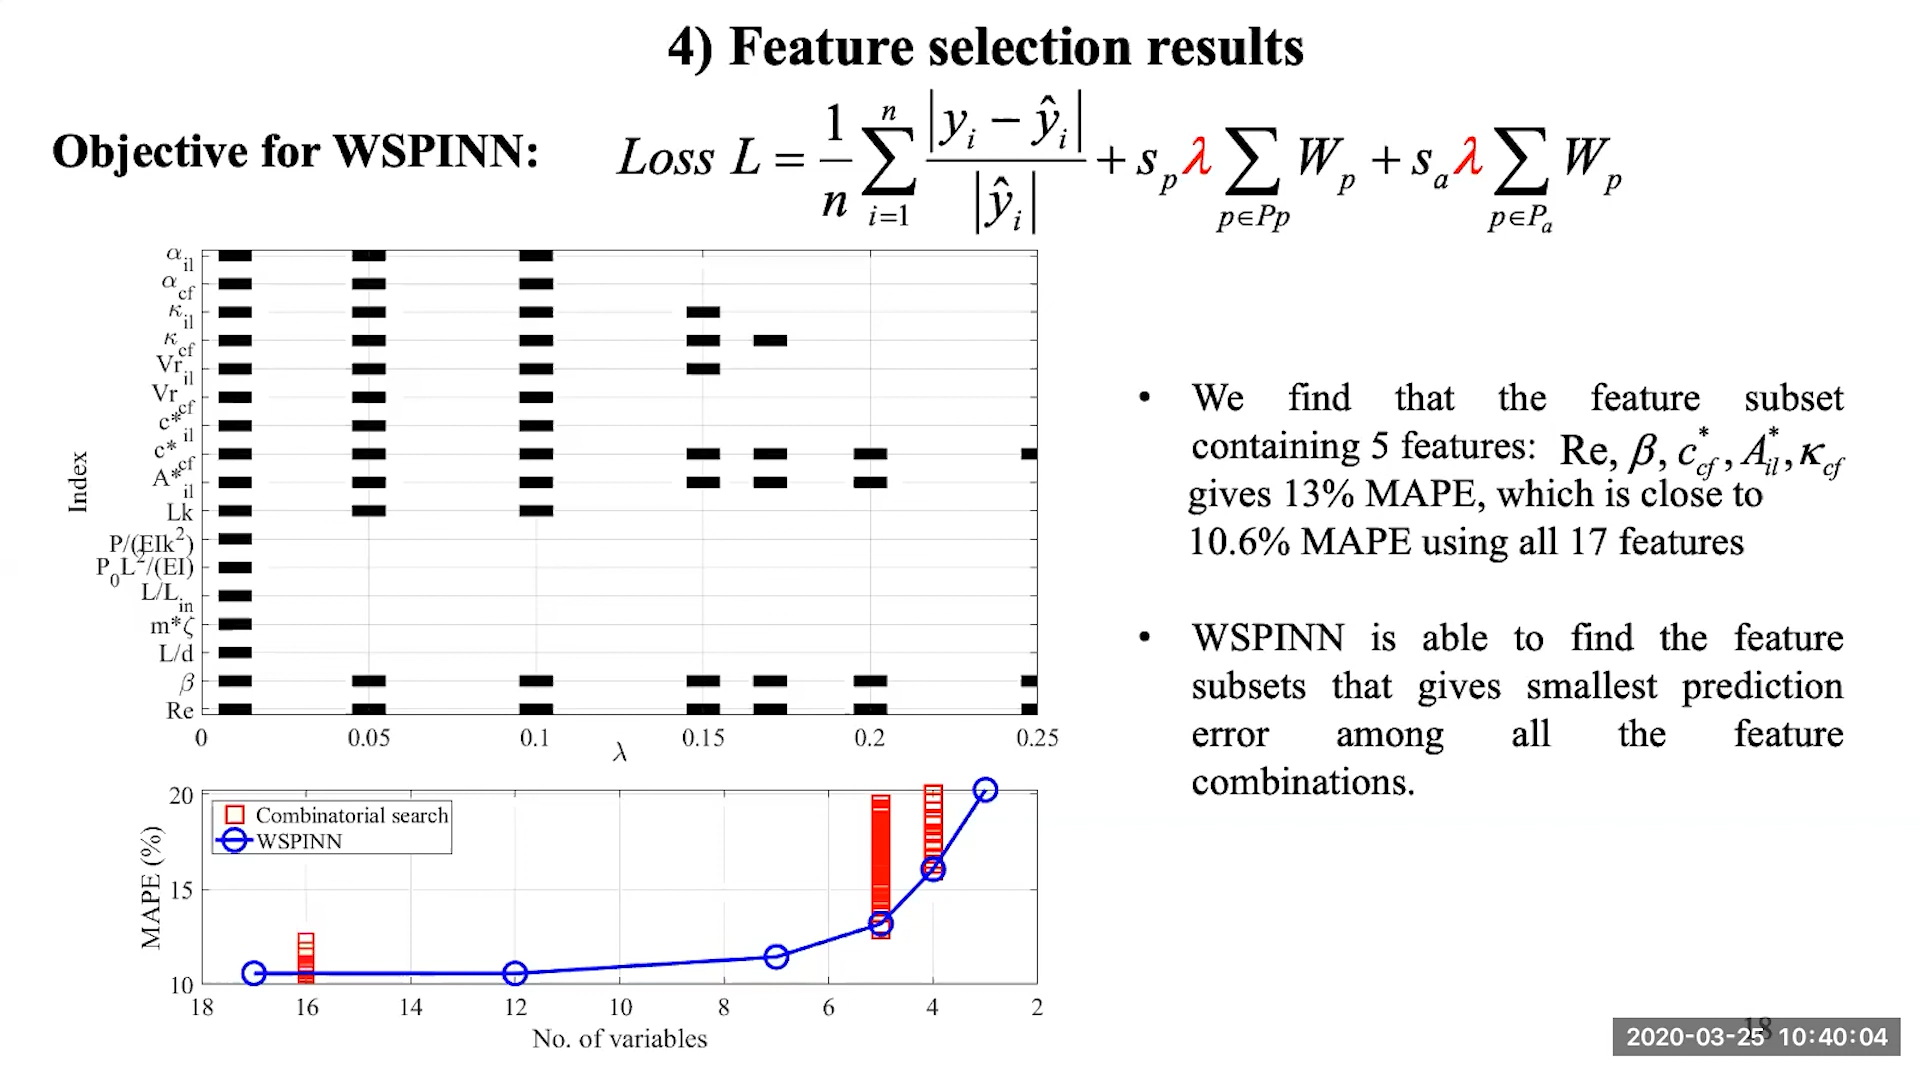 4) Feature selection results
Objective for WSPINN: Loss L = 1/n ∑_{i=1}^{n} |y_i − ŷ_i| / |ŷ_i| + s_p λ ∑_{p∈Pp} W_p + s_a λ ∑_{p∈P_a} W_p
α_il
α_cf
κ_il
κ_cf
Vr_il
Vr_cf
c*_il
c*_cf
A*_il
Lk
P/(EIk²)
P_0L²/(EI)
L/L_in
m*ζ
L/d
β
Re
Index
0 0.05 0.1 0.15 0.2 0.25
λ
We find that the feature subset
containing 5 features: Re, β, c*_cf, A*_il, κ_cf
gives 13% MAPE, which is close to
10.6% MAPE using all 17 features
WSPINN is able to find the feature
subsets that gives smallest prediction
error among all the feature
combinations.
20
15
10
MAPE (%)
Combinatorial search
WSPINN
18 16 14 12 10 8 6 4 2
No. of variables
18
2020-03-25 10:40:04